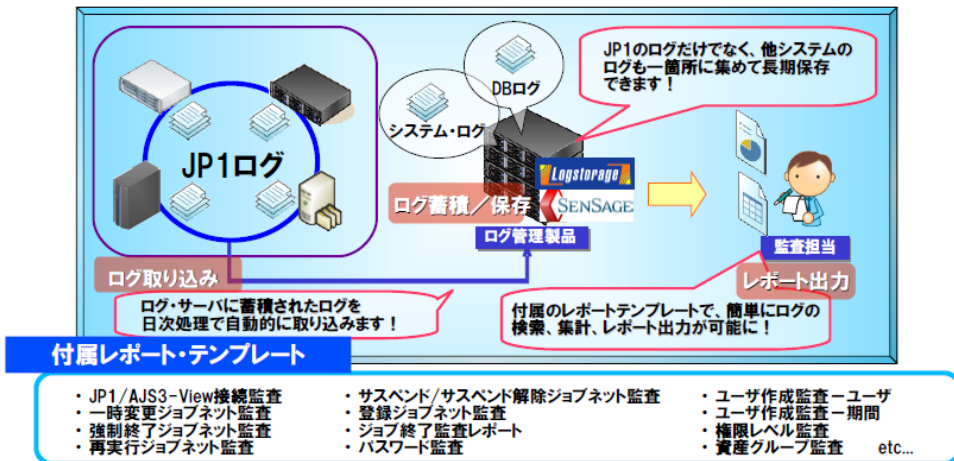 JP1のログだけでなく、他システムの
ログも一箇所に集めて長期保存
できます！
DBログ
システム・ログ
JP1ログ
Logstorage
SENSAGE
ログ蓄積／保存
ログ管理製品
監査担当
レポート出力
ログ取り込み
ログ・サーバに蓄積されたログを
日次処理で自動的に取り込みます！
付属のレポートテンプレートで、簡単にログの
検索、集計、レポート出力が可能に！
付属レポート・テンプレート
・JP1/AJS3-View接続監査
・一時変更ジョブネット監査
・強制終了ジョブネット監査
・再実行ジョブネット監査
・サスペンド/サスペンド解除ジョブネット監査
・登録ジョブネット監査
・ジョブ終了監査レポート
・パスワード監査
・ユーザ作成監査－ユーザ
・ユーザ作成監査－期間
・権限レベル監査
・資産グループ監査 etc...